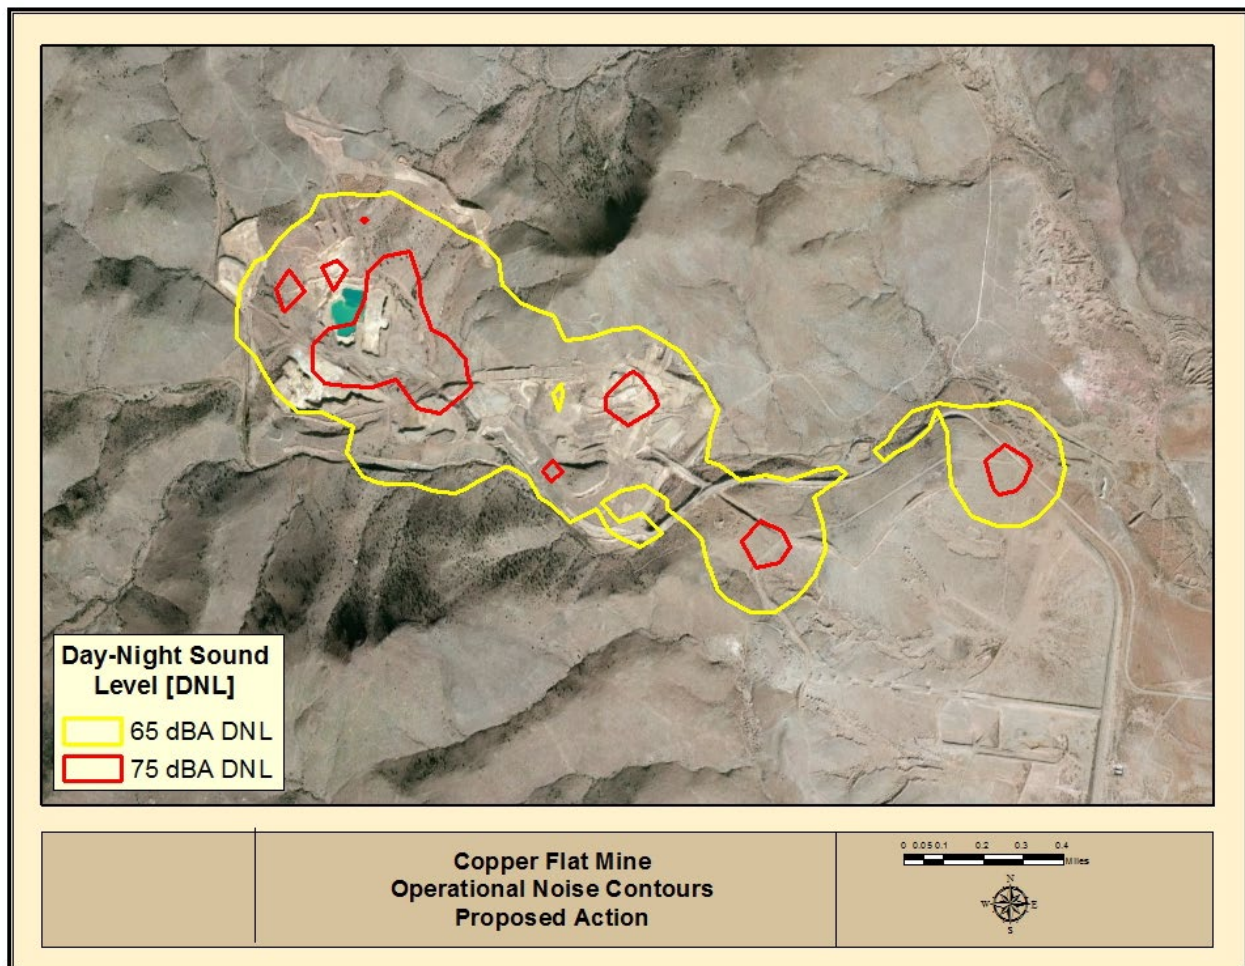 Day-Night Sound
Level [DNL]
65 dBA DNL
75 dBA DNL
Copper Flat Mine
Operational Noise Contours
Proposed Action
0 0.05 0.1 0.2 0.3 0.4
Miles
N
W E
S